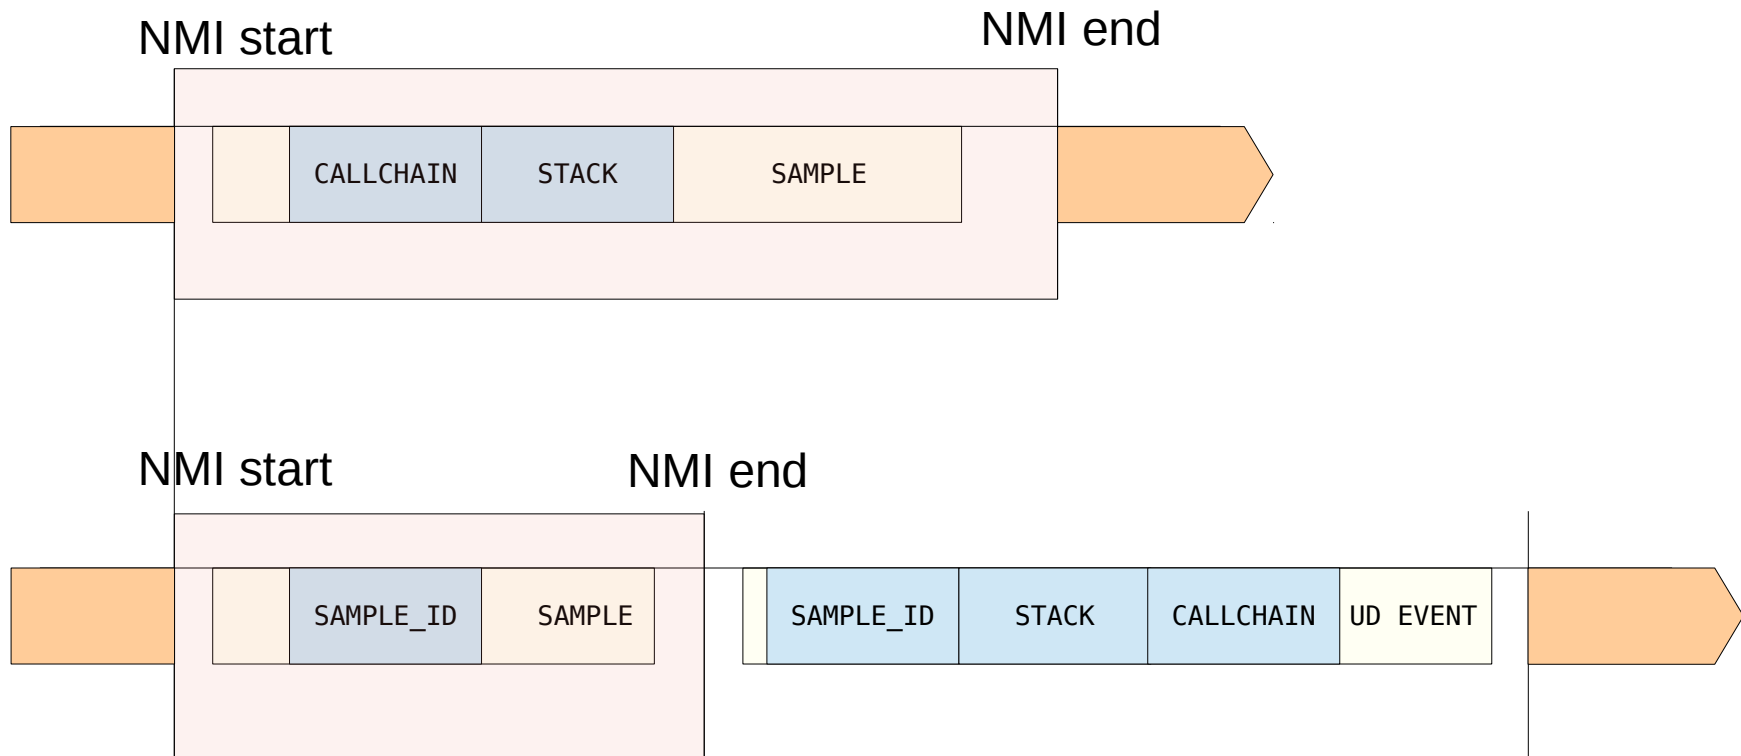 NMI start
NMI end
CALLCHAIN STACK SAMPLE
NMI start
NMI end
SAMPLE_ID SAMPLE SAMPLE_ID STACK CALLCHAIN UD EVENT